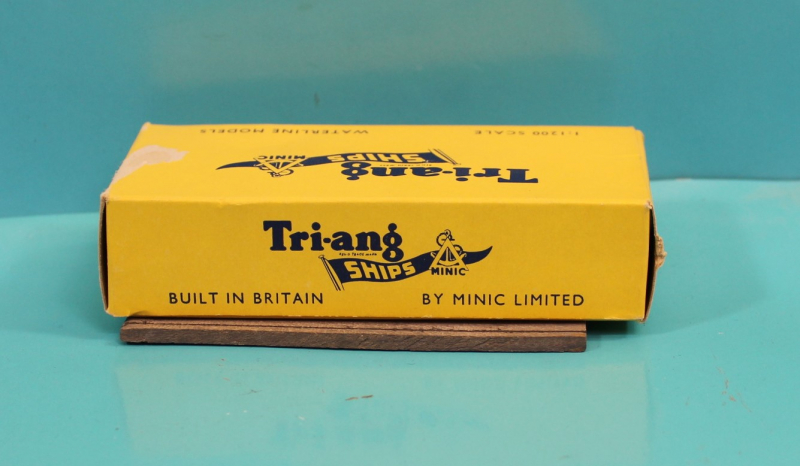 1:1200 SCALE WATERLINE MODELS
Tri-ang
SHIPS MINIC
Tri-ang
SHIPS MINIC
BUILT IN BRITAIN BY MINIC LIMITED